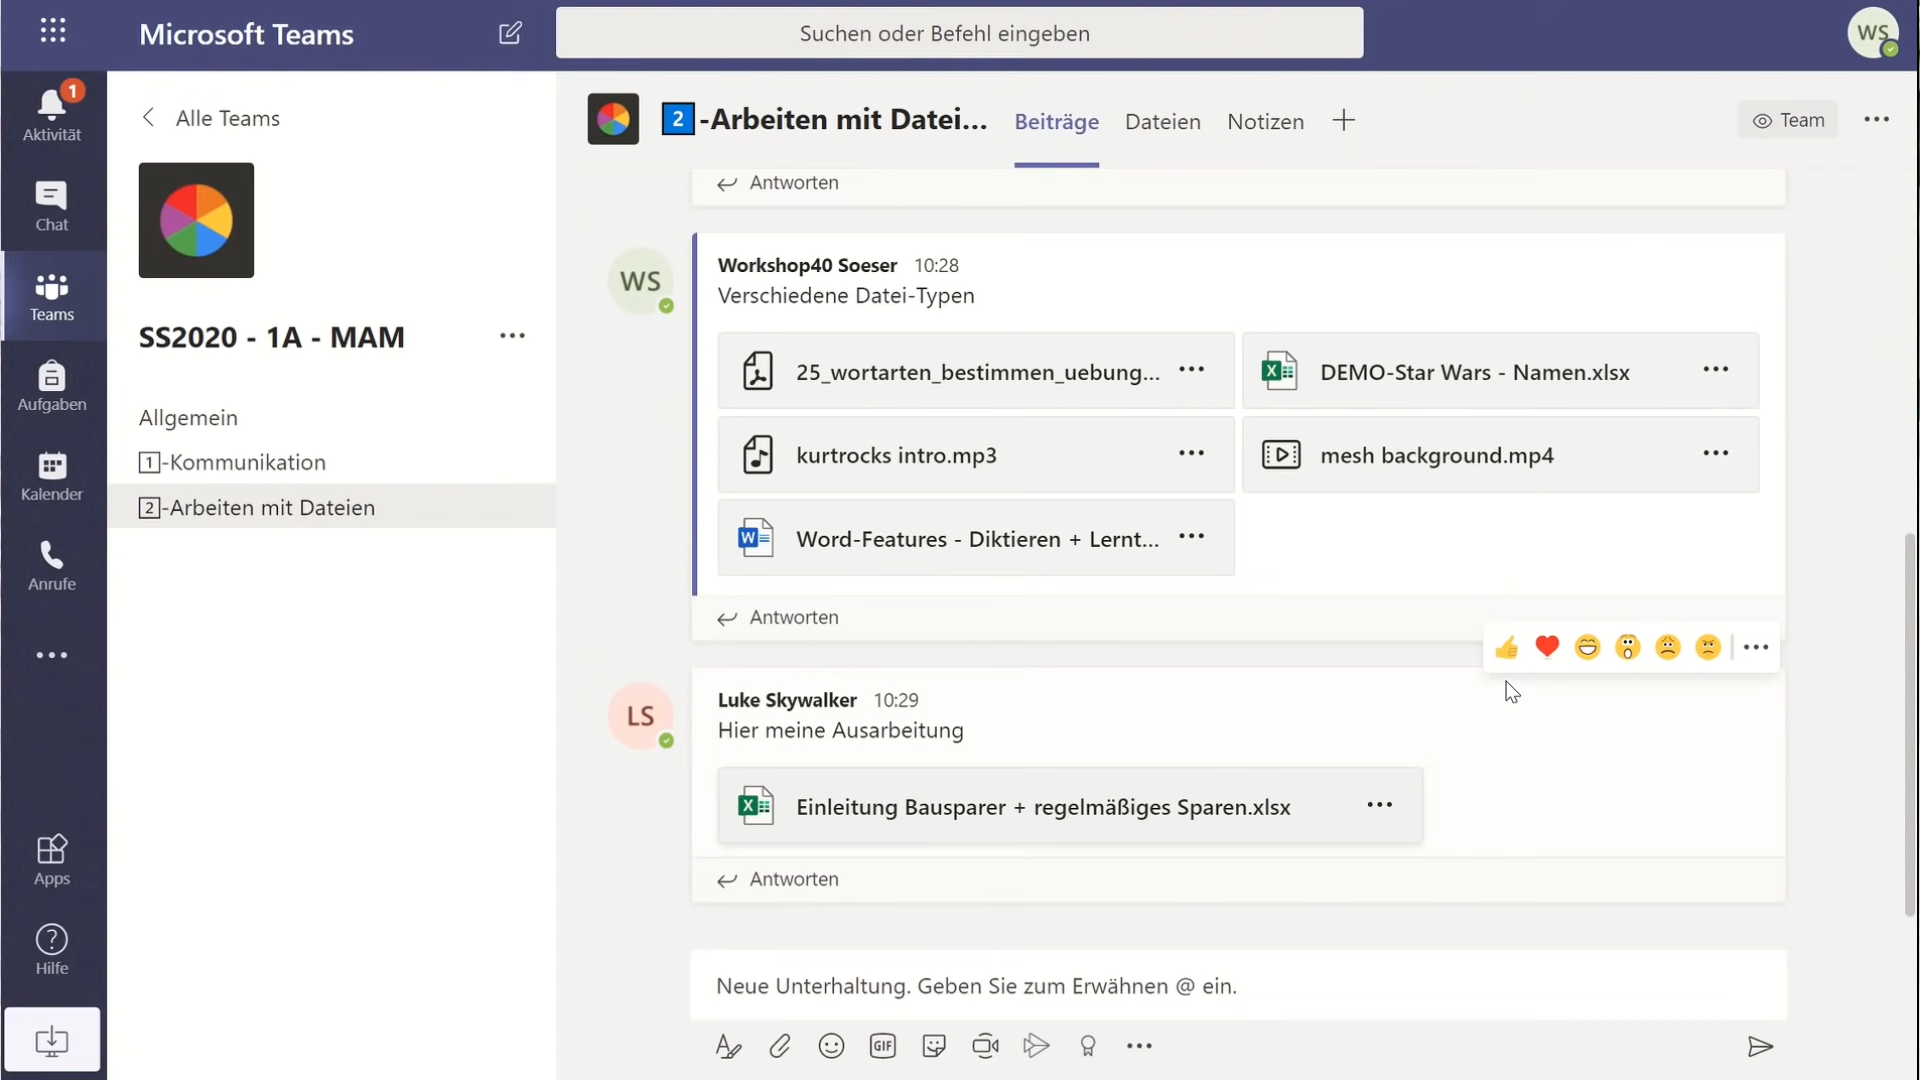 Microsoft Teams
Suchen oder Befehl eingeben
WS
1
Aktivität
Chat
Teams
Aufgaben
Kalender
Anrufe
Apps
Hilfe
Alle Teams
SS2020 - 1A - MAM
Allgemein
1-Kommunikation
2-Arbeiten mit Dateien
2-Arbeiten mit Datei...
Beiträge
Dateien
Notizen
Team
Antworten
WS
Workshop40 Soeser 10:28
Verschiedene Datei-Typen
25_wortarten_bestimmen_uebung...
DEMO-Star Wars - Namen.xlsx
kurtrocks intro.mp3
mesh background.mp4
Word-Features - Diktieren + Lernt...
Antworten
LS
Luke Skywalker 10:29
Hier meine Ausarbeitung
Einleitung Bausparer + regelmäßiges Sparen.xlsx
Antworten
Neue Unterhaltung. Geben Sie zum Erwähnen @ ein.
GIF